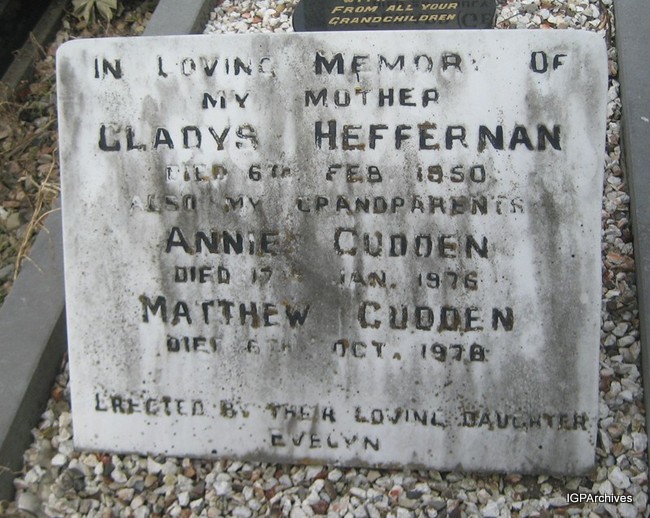 FROM ALL YOUR
GRANDCHILDREN
IN LOVING MEMORY OF
MY MOTHER
GLADYS HEFFERNAN
DIED 6TH FEB 1950
ALSO MY GRANDPARENTS
ANNIE CUDDEN
DIED 17TH JAN. 1976
MATTHEW CUDDEN
DIED 6TH OCT. 1978
ERECTED BY THEIR LOVING DAUGHTER
EVELYN
IGPArchives